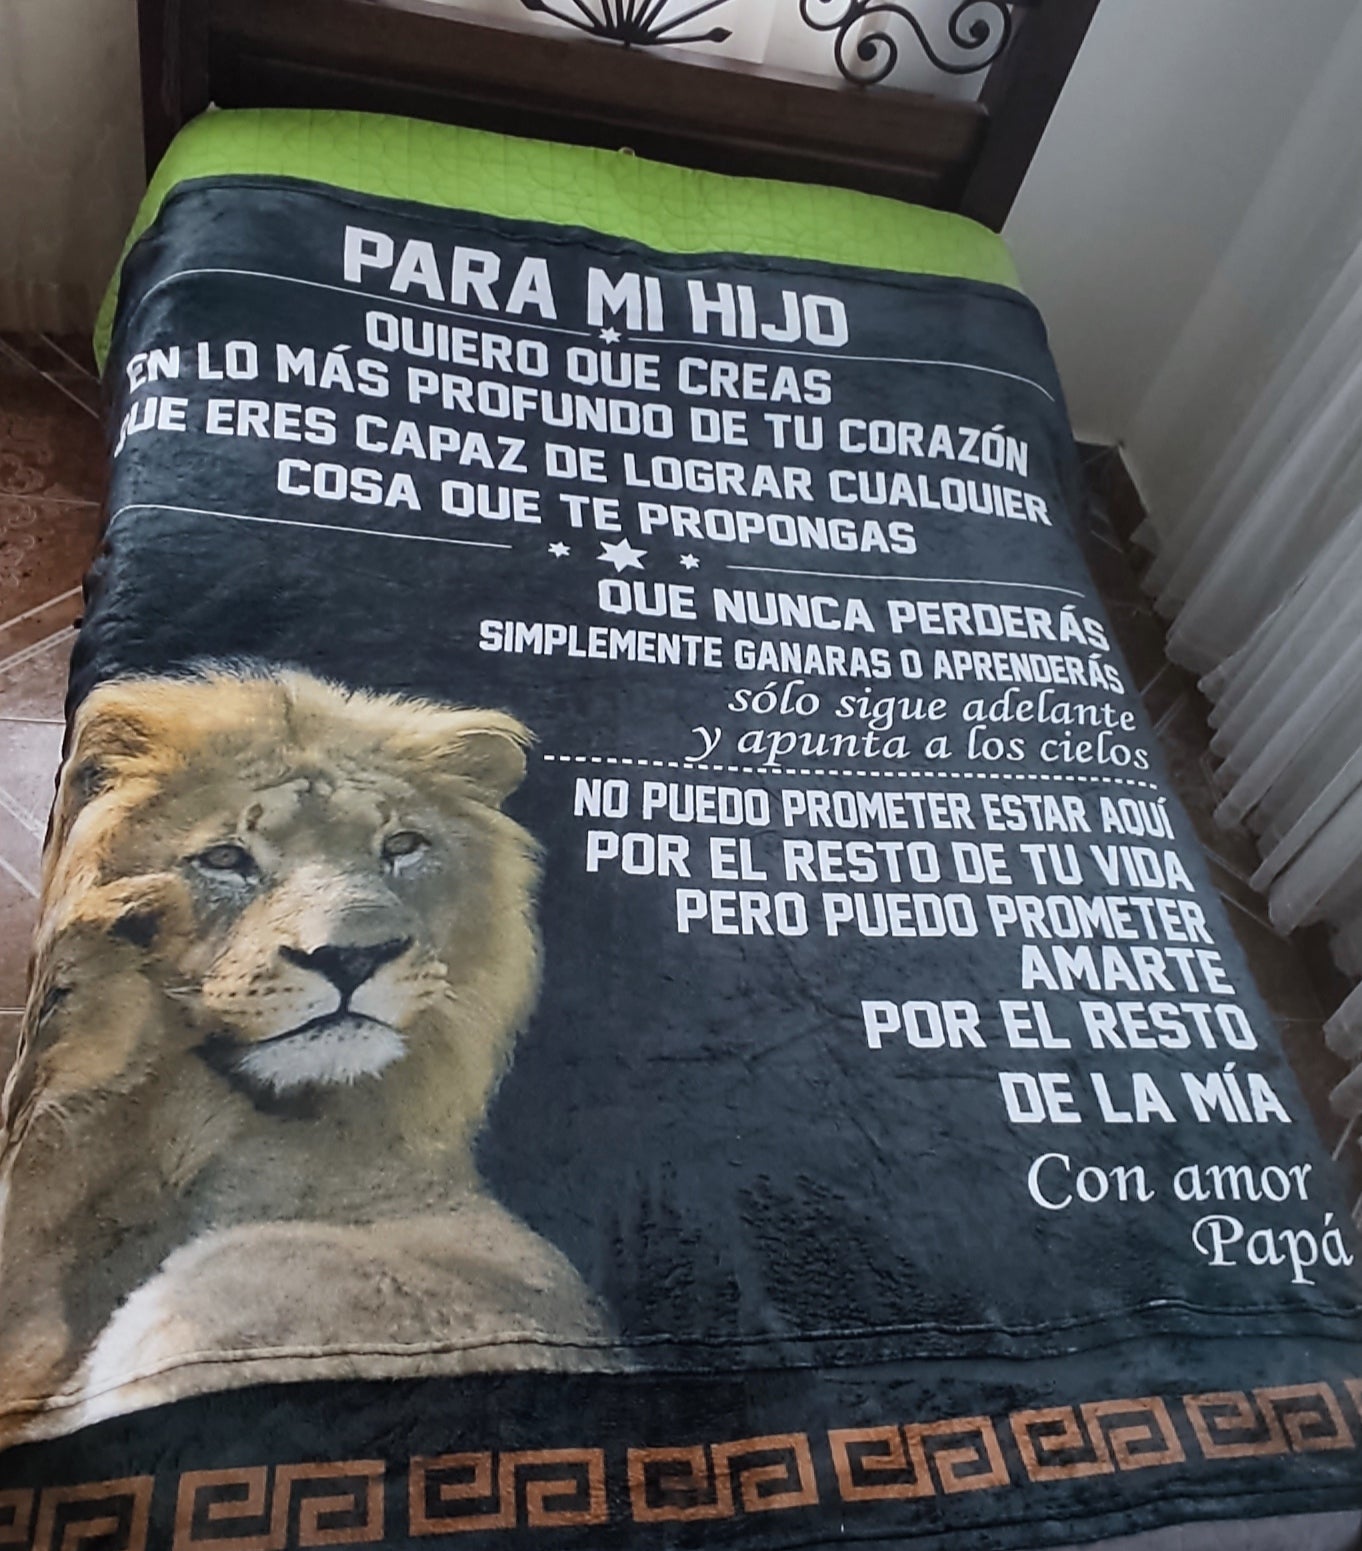 PARA MI HIJO
QUIERO QUE CREAS
EN LO MÁS PROFUNDO DE TU CORAZÓN
QUE ERES CAPAZ DE LOGRAR CUALQUIER
COSA QUE TE PROPONGAS
QUE NUNCA PERDERÁS
SIMPLEMENTE GANARAS O APRENDERÁS
sólo sigue adelante
y apunta a los cielos
NO PUEDO PROMETER ESTAR AQUÍ
POR EL RESTO DE TU VIDA
PERO PUEDO PROMETER
AMARTE
POR EL RESTO
DE LA MÍA
Con amor
Papá